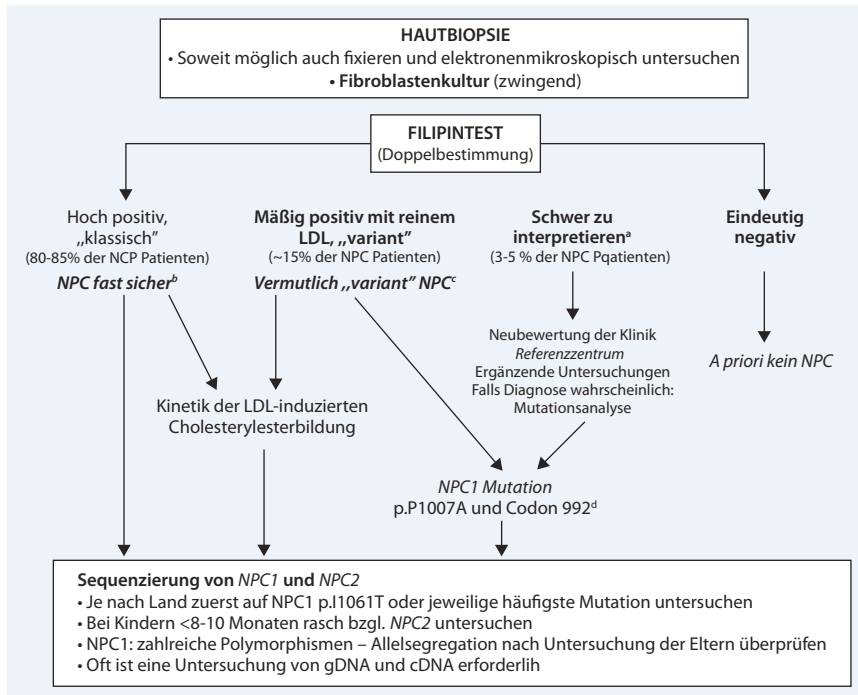 HAUTBIOPSIE
• Soweit möglich auch fixieren und elektronenmikroskopisch untersuchen
• Fibroblastenkultur (zwingend)
FILIPINTEST
(Doppelbestimmung)
Hoch positiv,
„klassisch”
(80-85% der NCP Patienten)
NPC fast sicherᵇ
Mäßig positiv mit reinem
LDL, „variant”
(~15% der NPC Patienten)
Vermutlich „variant” NPCᶜ
Schwer zu
interpretierenᵃ
(3-5 % der NPC Pqatienten)
Eindeutig
negativ
Neubewertung der Klinik
Referenzzentrum
Ergänzende Untersuchungen
Falls Diagnose wahrscheinlich:
Mutationsanalyse
A priori kein NPC
Kinetik der LDL-induzierten
Cholesterylesterbildung
NPC1 Mutation
p.P1007A und Codon 992ᵈ
Sequenzierung von NPC1 und NPC2
• Je nach Land zuerst auf NPC1 p.I1061T oder jeweilige häufigste Mutation untersuchen
• Bei Kindern <8-10 Monaten rasch bzgl. NPC2 untersuchen
• NPC1: zahlreiche Polymorphismen – Allelsegregation nach Untersuchung der Eltern überprüfen
• Oft ist eine Untersuchung von gDNA und cDNA erforderlih